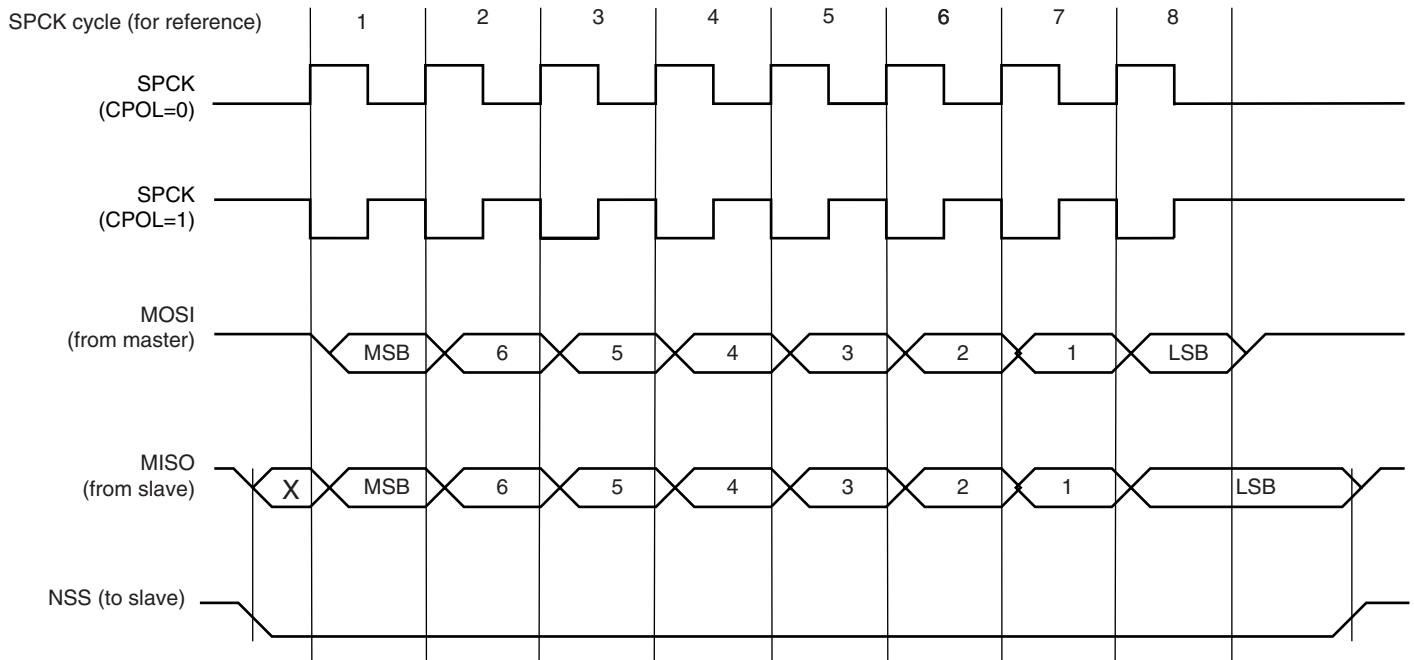 SPCK cycle (for reference) 1 2 3 4 5 6 7 8
SPCK
(CPOL=0)
SPCK
(CPOL=1)
MOSI
(from master)
MSB 6 5 4 3 2 1 LSB
MISO
(from slave)
X MSB 6 5 4 3 2 1 LSB
NSS (to slave)